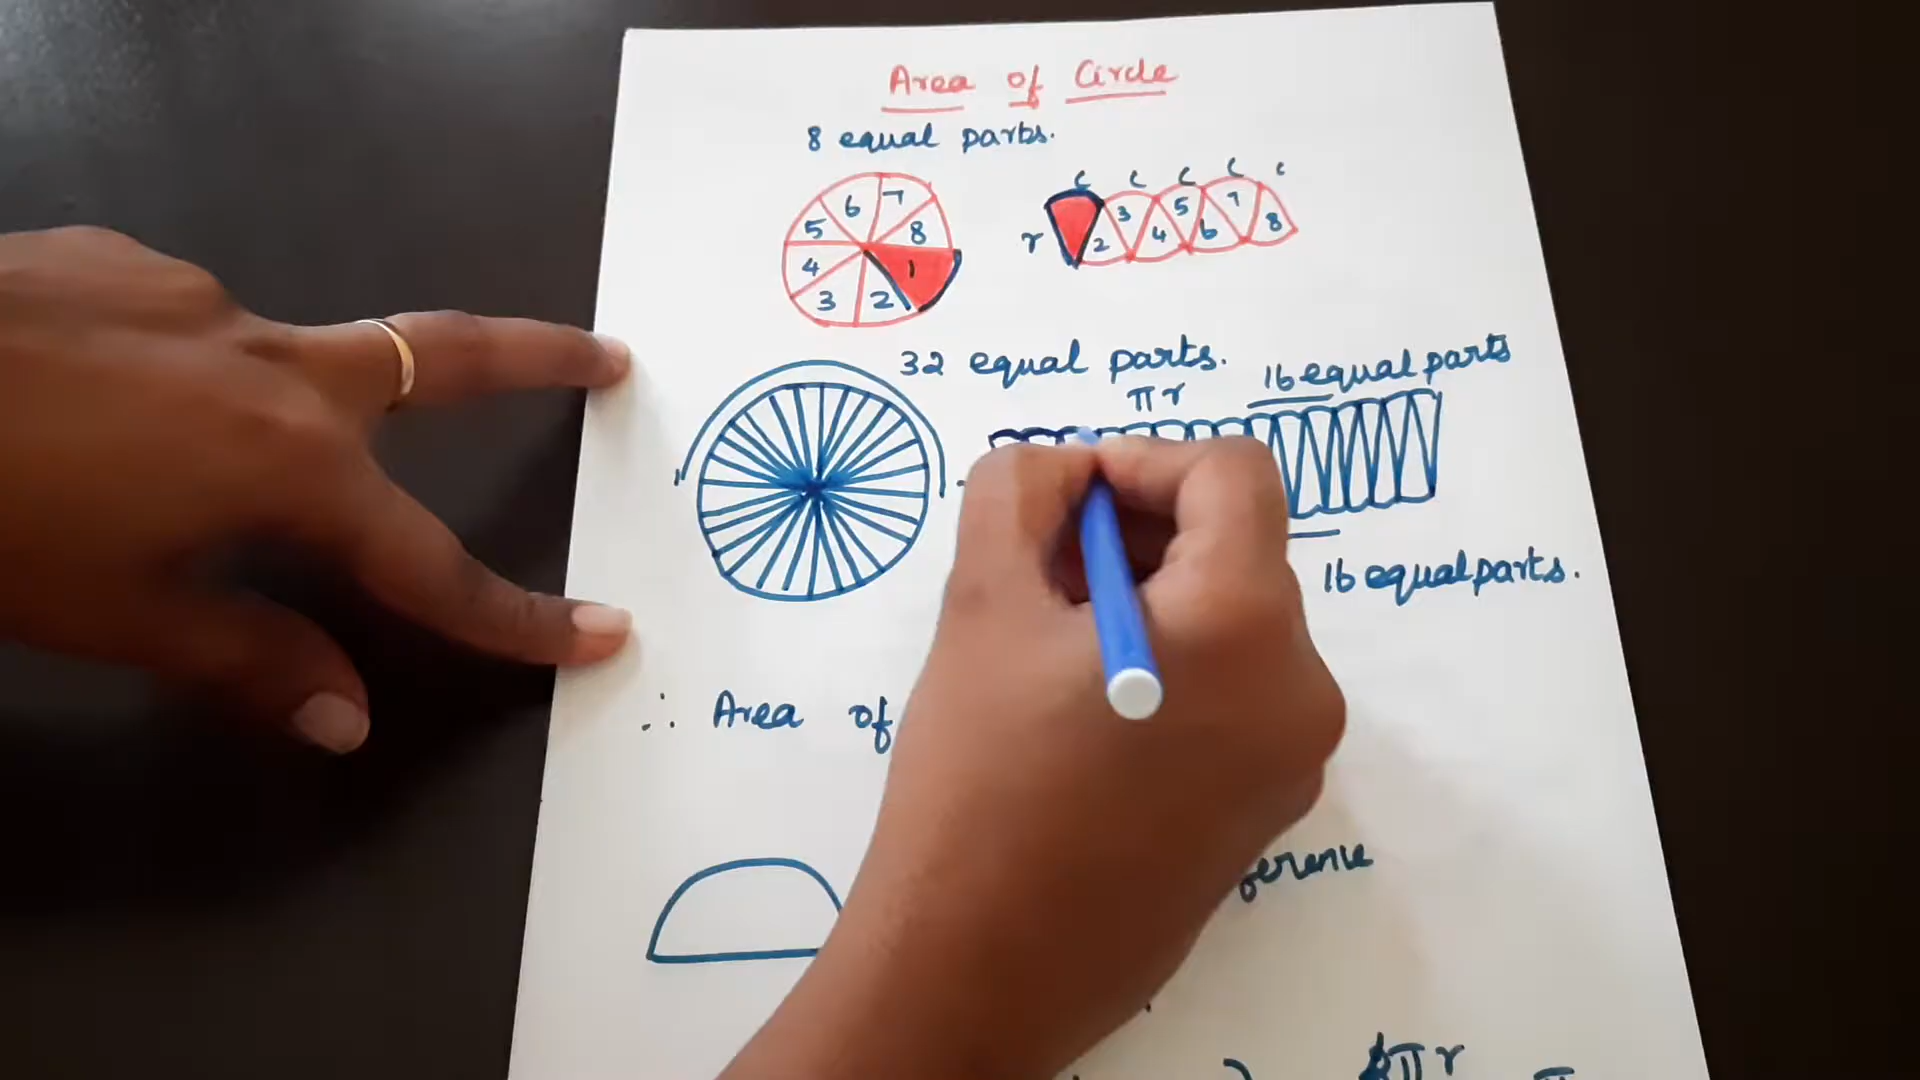 Area of Circle
8 equal parts.
5 6 7 8 1 2 3 4
c c c c c
r 2 3 4 5 6 7 8
32 equal parts.
16 equal parts
πr
16 equal parts.
∴ Area of
πr